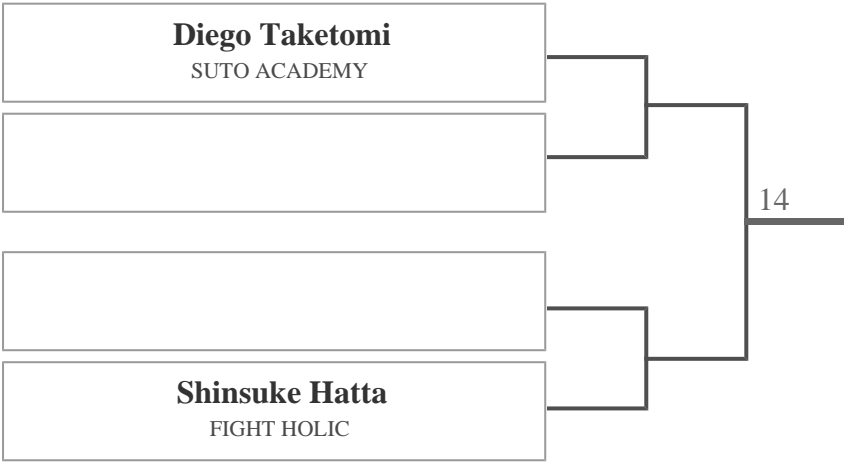 Diego Taketomi
SUTO ACADEMY
14
Shinsuke Hatta
FIGHT HOLIC